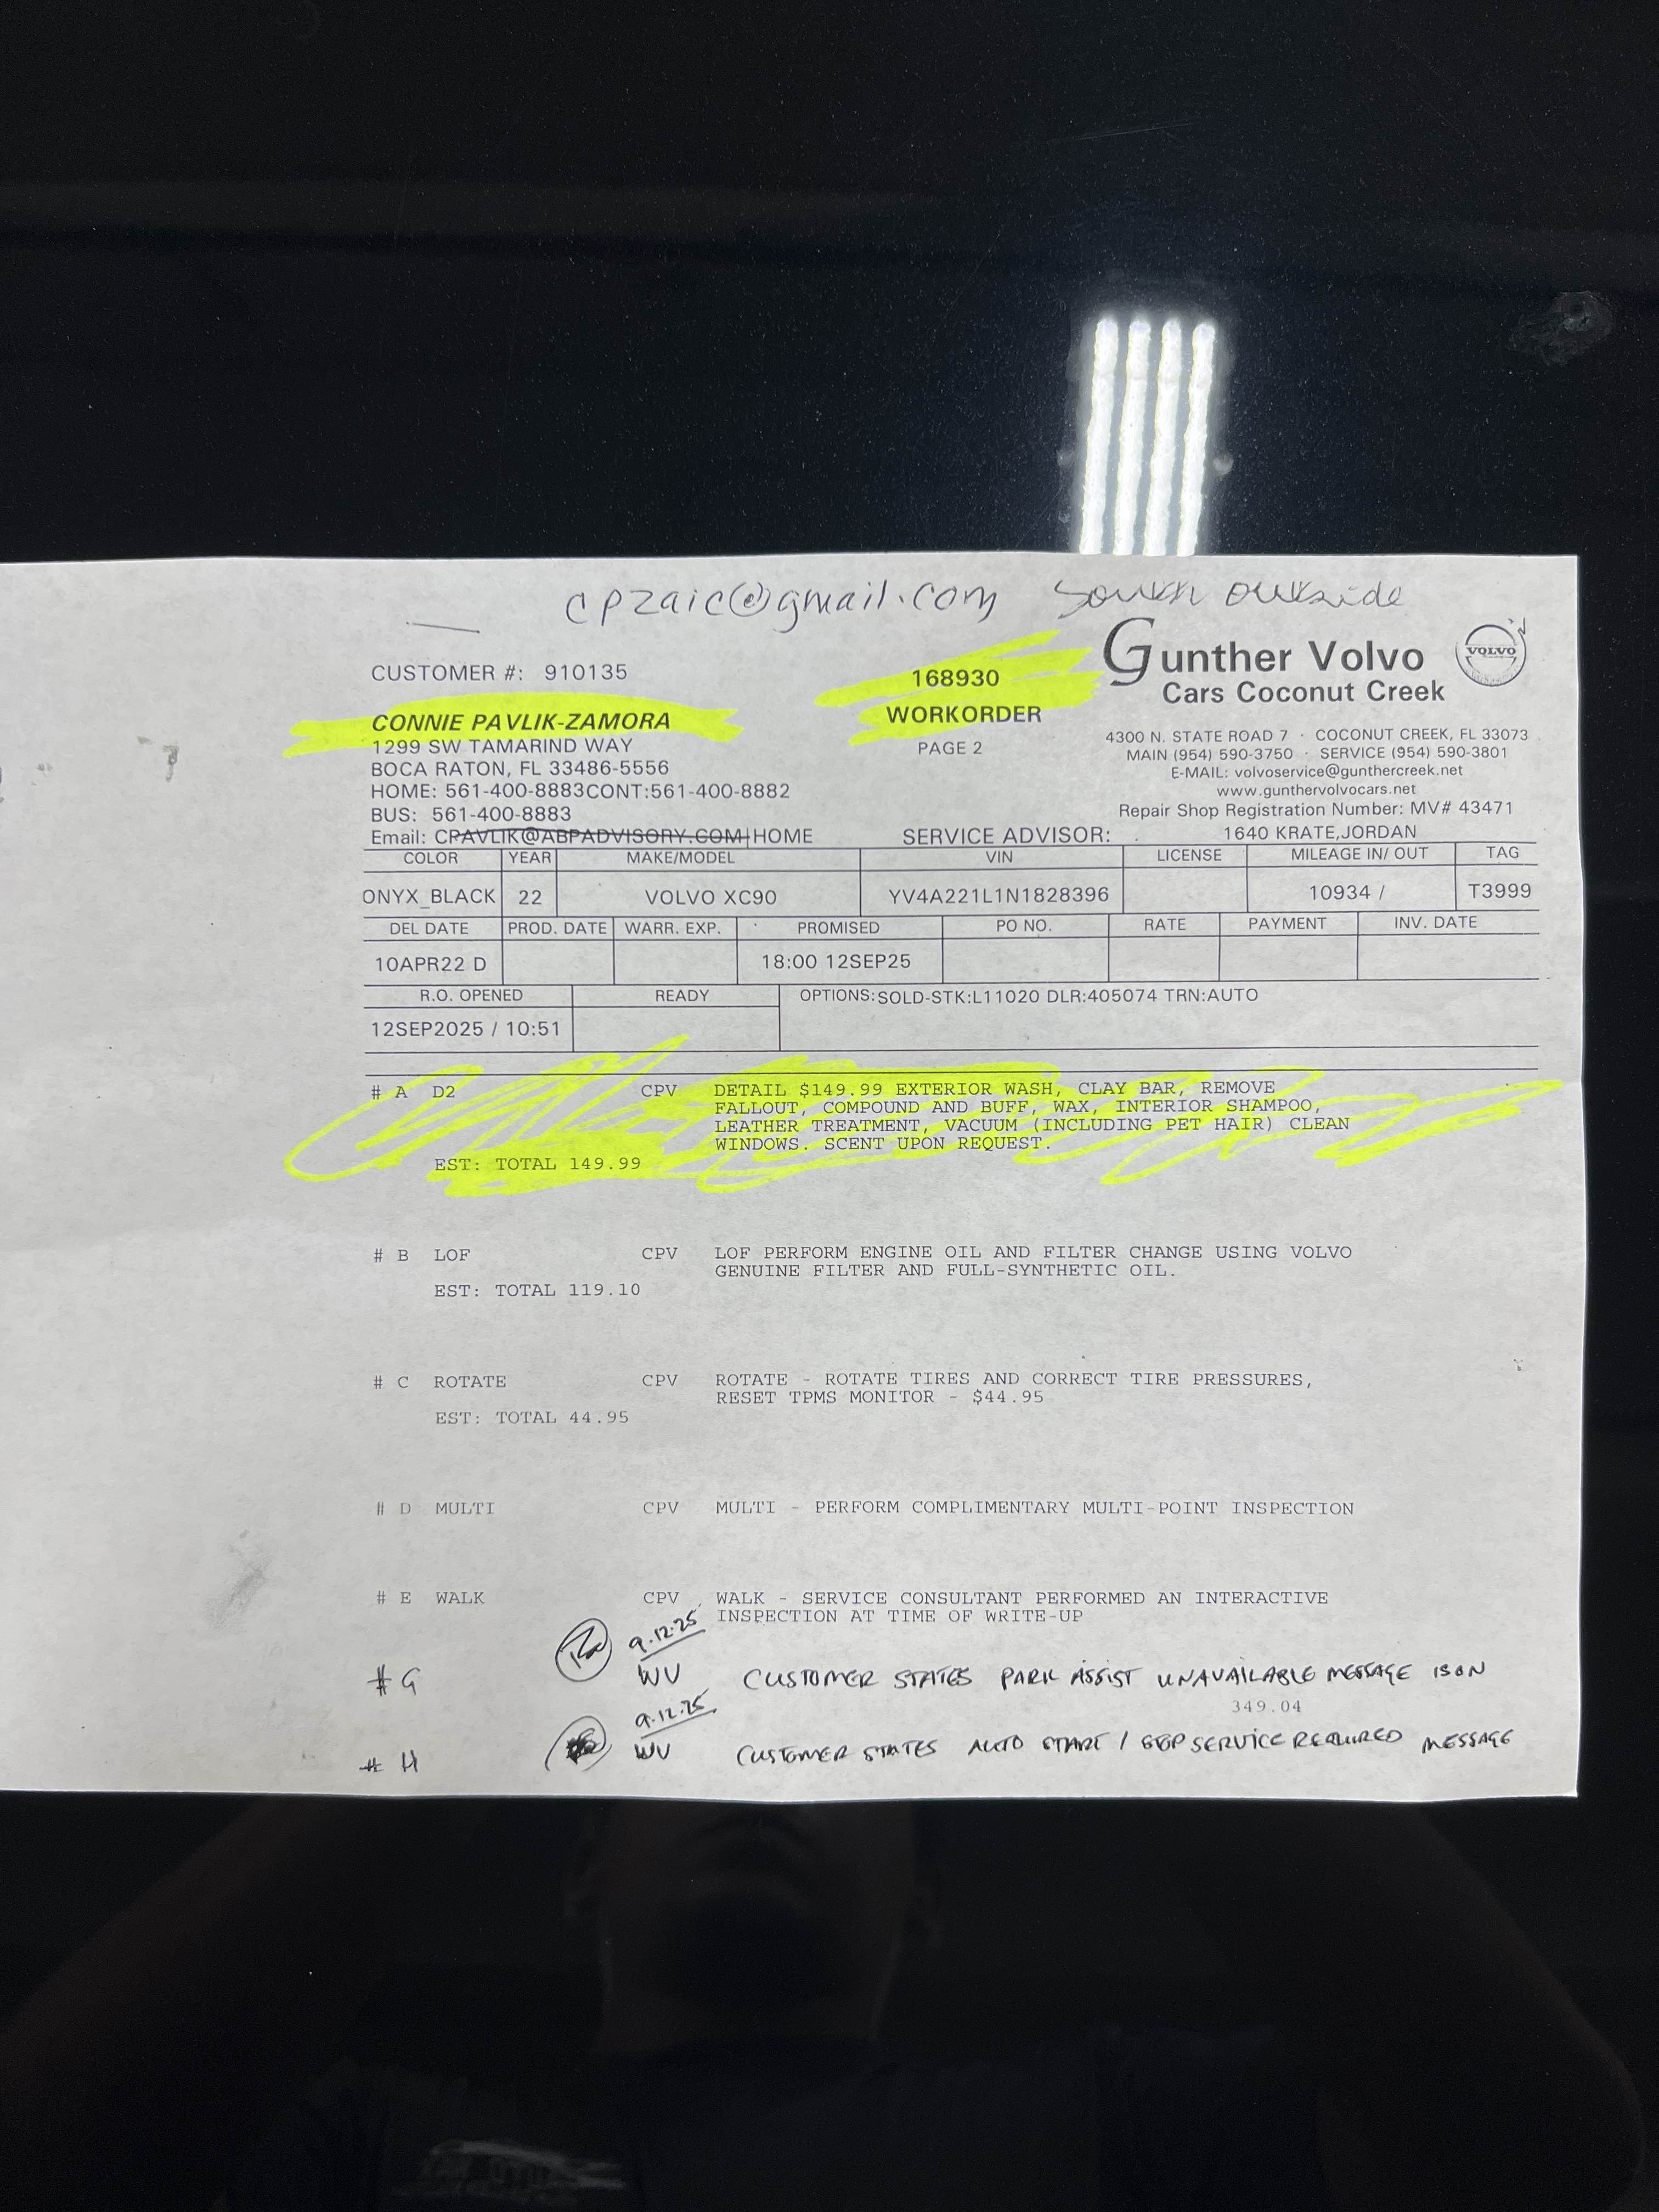 cpzaic@gmail.com South Outside
Gunther Volvo
Cars Coconut Creek
VOLVO
CUSTOMER #: 910135
168930
WORKORDER
PAGE 2
CONNIE PAVLIK-ZAMORA
1299 SW TAMARIND WAY
BOCA RATON, FL 33486-5556
HOME: 561-400-8883CONT:561-400-8882
BUS: 561-400-8883
Email: CPAVLIK@ABPADVISORY.COM HOME
4300 N. STATE ROAD 7 · COCONUT CREEK, FL 33073
MAIN (954) 590-3750 · SERVICE (954) 590-3801
E-MAIL: volvoservice@gunthercreek.net
www.gunthervolvocars.net
Repair Shop Registration Number: MV# 43471
SERVICE ADVISOR: 1640 KRATE,JORDAN
COLOR YEAR MAKE/MODEL VIN LICENSE MILEAGE IN/ OUT TAG
ONYX_BLACK 22 VOLVO XC90 YV4A221L1N1828396 10934 / T3999
DEL DATE PROD. DATE WARR. EXP. PROMISED PO NO. RATE PAYMENT INV. DATE
10APR22 D 18:00 12SEP25
R.O. OPENED READY OPTIONS:SOLD-STK:L11020 DLR:405074 TRN:AUTO
12SEP2025 / 10:51
# A D2 CPV DETAIL $149.99 EXTERIOR WASH, CLAY BAR, REMOVE
FALLOUT, COMPOUND AND BUFF, WAX, INTERIOR SHAMPOO,
LEATHER TREATMENT, VACUUM (INCLUDING PET HAIR) CLEAN
WINDOWS. SCENT UPON REQUEST.
EST: TOTAL 149.99
# B LOF CPV LOF PERFORM ENGINE OIL AND FILTER CHANGE USING VOLVO
GENUINE FILTER AND FULL-SYNTHETIC OIL.
EST: TOTAL 119.10
# C ROTATE CPV ROTATE - ROTATE TIRES AND CORRECT TIRE PRESSURES,
RESET TPMS MONITOR - $44.95
EST: TOTAL 44.95
# D MULTI CPV MULTI - PERFORM COMPLIMENTARY MULTI-POINT INSPECTION
# E WALK CPV WALK - SERVICE CONSULTANT PERFORMED AN INTERACTIVE
INSPECTION AT TIME OF WRITE-UP
9.12.25
# G WV CUSTOMER STATES PARK ASSIST UNAVAILABLE MESSAGE IS ON
349.04
9.12.25
# H WV CUSTOMER STATES AUTO START / STOP SERVICE REQUIRED MESSAGE